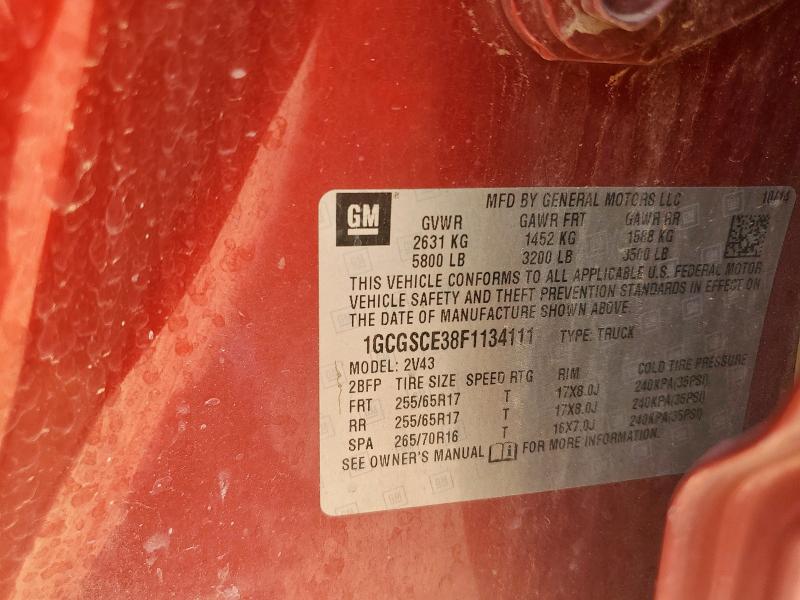 GM
MFD BY GENERAL MOTORS LLC 10/14
GVWR GAWR FRT GAWR RR
2631 KG 1452 KG 1588 KG
5800 LB 3200 LB 3500 LB
THIS VEHICLE CONFORMS TO ALL APPLICABLE U.S. FEDERAL MOTOR
VEHICLE SAFETY AND THEFT PREVENTION STANDARDS IN EFFECT ON
THE DATE OF MANUFACTURE SHOWN ABOVE.
1GCGSCE38F1134111 TYPE: TRUCK
MODEL: 2V43
2BFP TIRE SIZE SPEED RTG RIM COLD TIRE PRESSURE
FRT 255/65R17 T 17X8.0J 240KPA(35PSI)
RR 255/65R17 T 17X8.0J 240KPA(35PSI)
SPA 265/70R16 T 16X7.0J 240KPA(35PSI)
SEE OWNER'S MANUAL i FOR MORE INFORMATION.